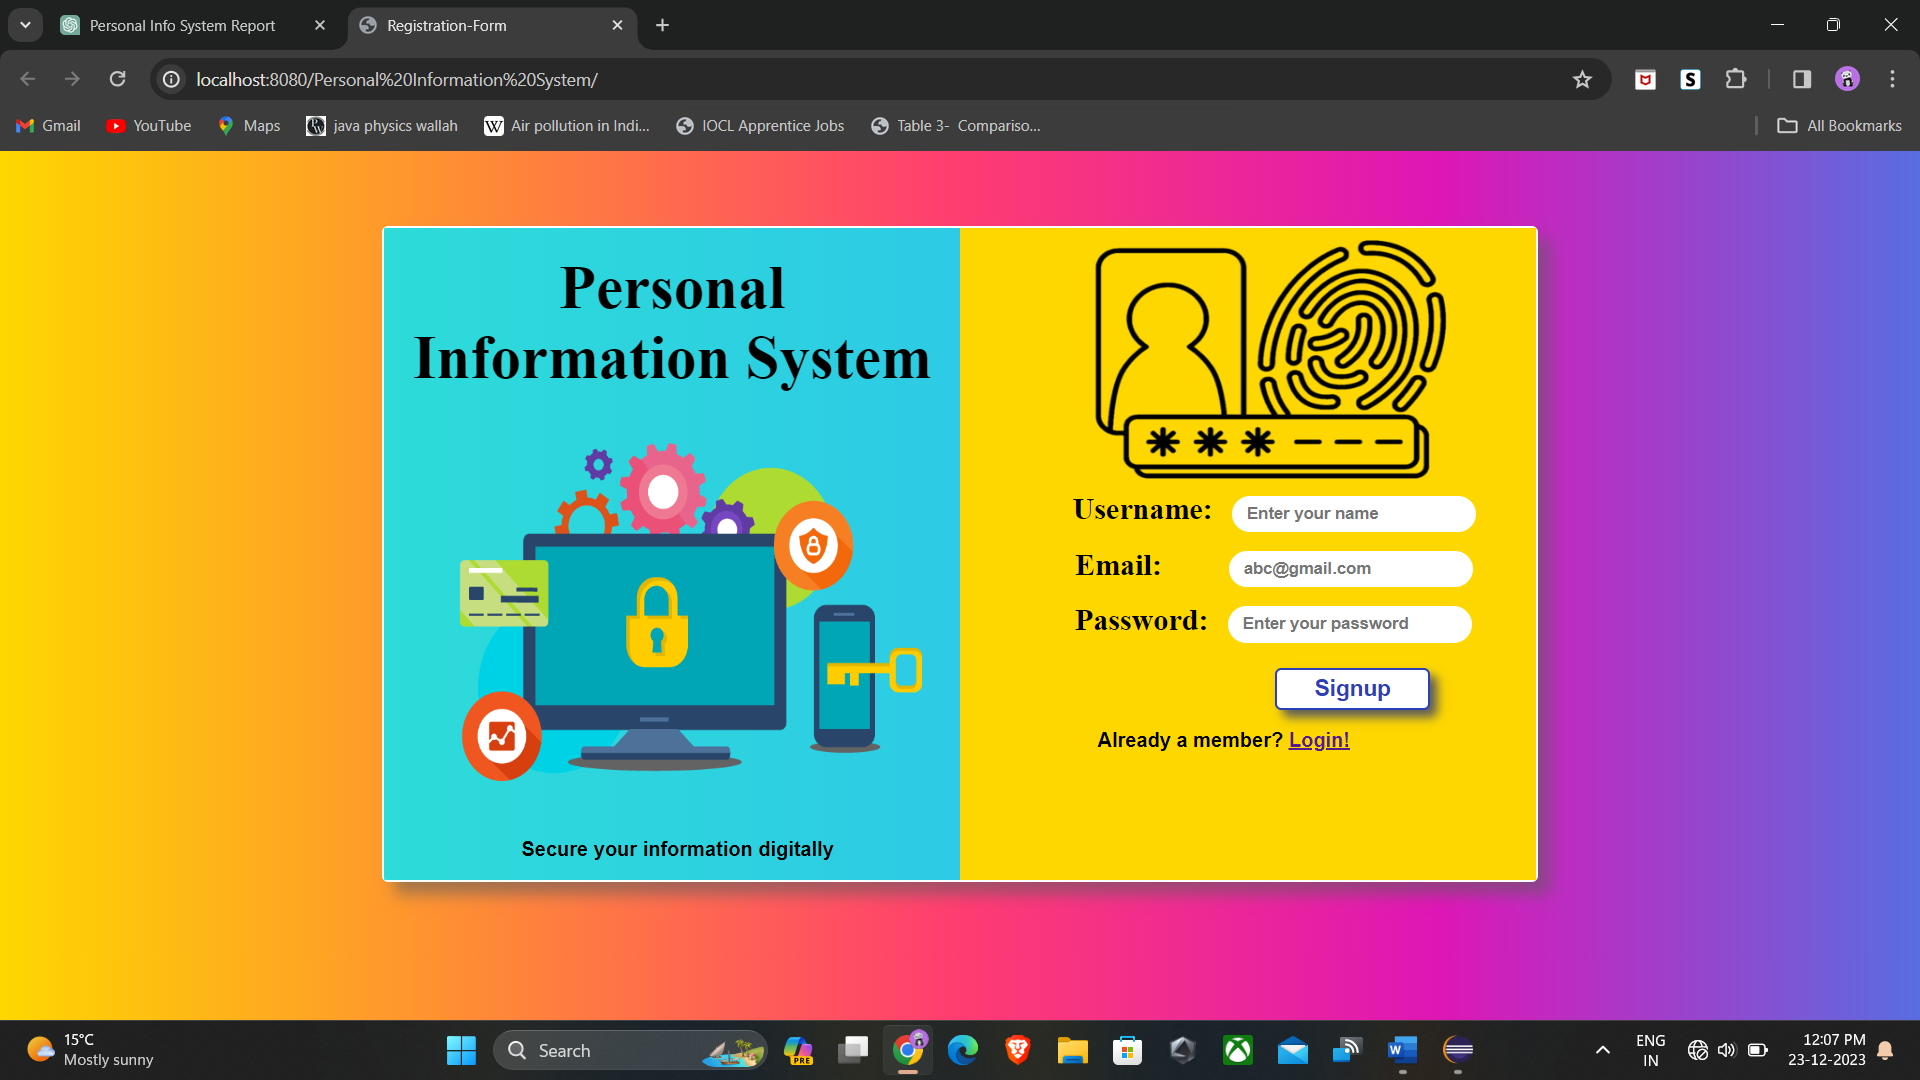 Personal Info System Report
Registration-Form
localhost:8080/Personal%20Information%20System/
Gmail
YouTube
Maps
java physics wallah
Air pollution in Indi...
IOCL Apprentice Jobs
Table 3- Compariso...
All Bookmarks
Personal
Information System
Secure your information digitally
Username: Enter your name
Email: abc@gmail.com
Password: Enter your password
Signup
Already a member? Login!
15°C
Mostly sunny
Search
PRE
ENG
IN
12:07 PM
23-12-2023